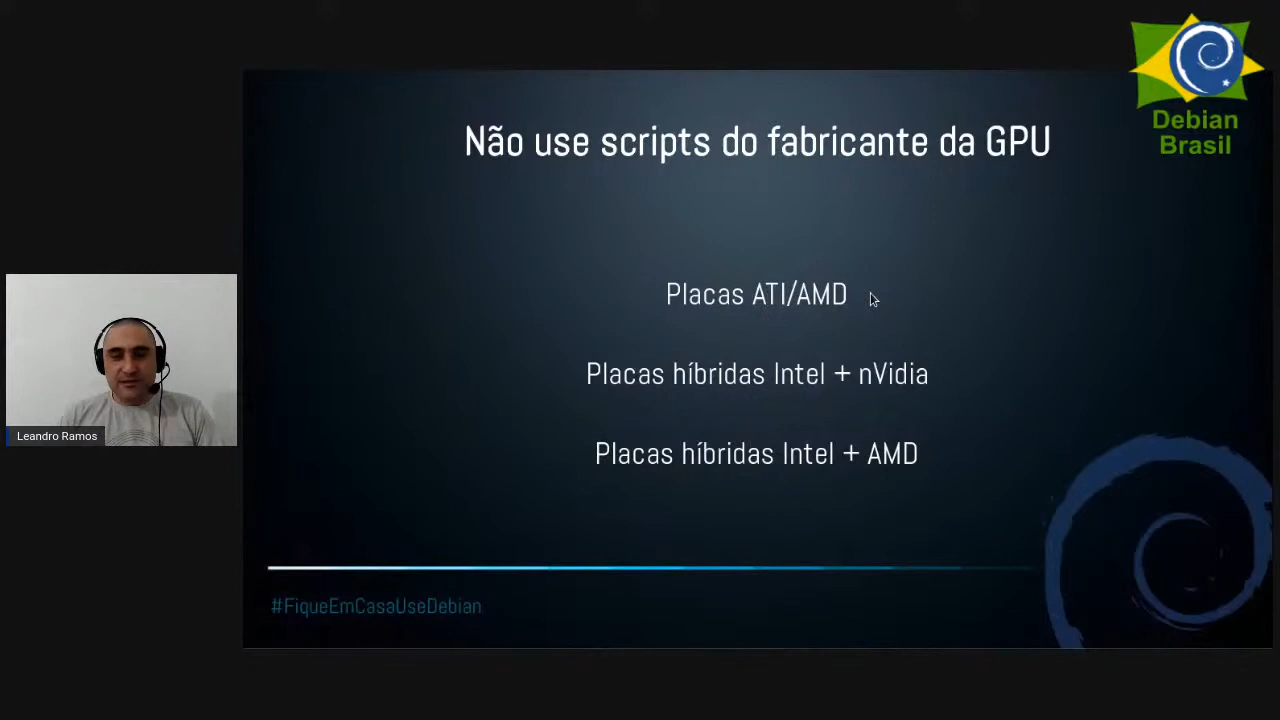 Debian
Brasil
Não use scripts do fabricante da GPU
Placas ATI/AMD
Placas híbridas Intel + nVidia
Placas híbridas Intel + AMD
Leandro Ramos
#FiqueEmCasaUseDebian